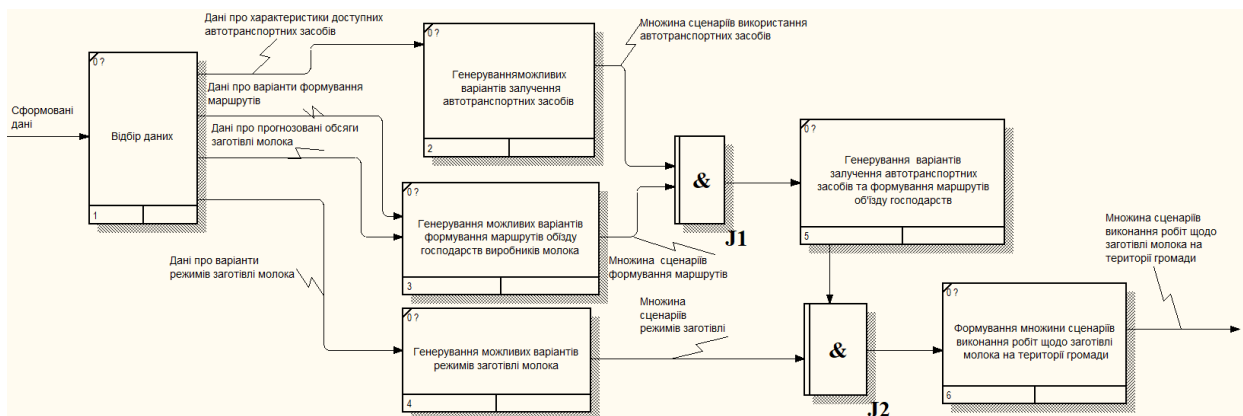 Дані про характеристики доступних
автотранспортних засобів
Множина сценаріїв використання
автотранспортних засобів
0 ?
Відбір даних
1
Сформовані
дані
0 ?
Генеруванняможливих
варіантів залучення
автотранспортних засобів
2
Дані про варіанти формування
маршрутів
Дані про прогнозовані обсяги
заготівлі молока
&
J1
0 ?
Генерування варіантів
залучення автотранспортних
засобів та формування маршрутів
об'їзду господарств
5
0 ?
Генерування можливих варіантів
формування маршрутів обїзду
господарств виробників молока
3
Множина сценаріїв
формування маршрутів
Дані про варіанти
режимів заготівлі молока
Множина сценаріїв
виконання робіт щодо
заготівлі молока на
території громади
0 ?
Генерування можливих варіантів
режимів заготівлі молока
4
Множина
сценаріїв
режимів заготівлі
&
J2
0 ?
Формування множини сценаріїв
виконання робіт щодо заготівлі
молока на території громади
6